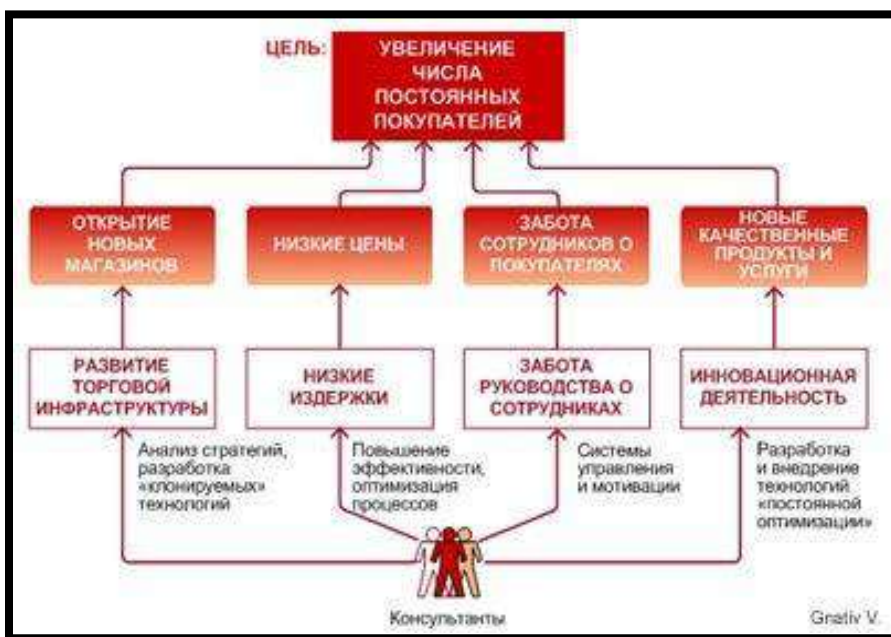 ЦЕЛЬ:
УВЕЛИЧЕНИЕ
ЧИСЛА
ПОСТОЯННЫХ
ПОКУПАТЕЛЕЙ
ОТКРЫТИЕ
НОВЫХ
МАГАЗИНОВ
НИЗКИЕ ЦЕНЫ
ЗАБОТА
СОТРУДНИКОВ О
ПОКУПАТЕЛЯХ
НОВЫЕ
КАЧЕСТВЕННЫЕ
ПРОДУКТЫ И
УСЛУГИ
РАЗВИТИЕ
ТОРГОВОЙ
ИНФРАСТРУКТУРЫ
НИЗКИЕ
ИЗДЕРЖКИ
ЗАБОТА
РУКОВОДСТВА О
СОТРУДНИКАХ
ИННОВАЦИОННАЯ
ДЕЯТЕЛЬНОСТЬ
Анализ стратегий,
разработка
«клонируемых»
технологий
Повышение
эффективности,
оптимизация
процессов
Системы
управления
и мотивации
Разработка
и внедрение
технологий
«постоянной
оптимизации»
Консультанты
Gnativ V.